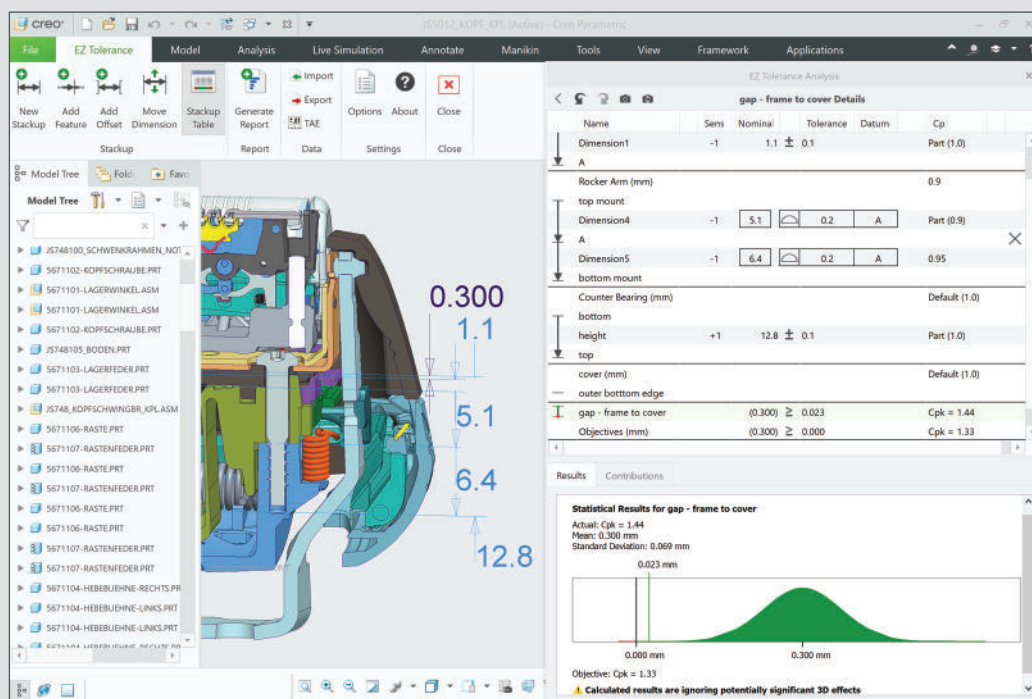 creo®
JS5012_KOPF_KPL (Active) - Creo Parametric
File EZ Tolerance Model Analysis Live Simulation Annotate Manikin Tools View Framework Applications
New Stackup
Add Feature
Add Offset
Move Dimension
Stackup Table
Generate Report
Import
Export
TAE
Options
About
Close
Stackup Report Data Settings Close
Model Tree Fold Favo
Model Tree
JS748100_SCHWENKRAHMEN_NOT
5671102-KOPFSCHRAUBE.PRT
5671101-LAGERWINKEL.ASM
5671101-LAGERWINKEL.ASM
5671102-KOPFSCHRAUBE.PRT
JS748105_BODEN.PRT
5671103-LAGERFEDER.PRT
5671103-LAGERFEDER.PRT
JS748_KOPFSCHWINGBR_KPL.ASM
5671106-RASTE.PRT
5671107-RASTENFEDER.PRT
5671106-RASTE.PRT
5671107-RASTENFEDER.PRT
5671106-RASTE.PRT
5671106-RASTE.PRT
5671107-RASTENFEDER.PRT
5671107-RASTENFEDER.PRT
5671104-HEBEBUEHNE-RECHTS.PR
5671104-HEBEBUEHNE-LINKS.PRT
5671104-HEBEBUEHNE-LINKS.PRT
5671104-HEBEBUEHNE-RECHTS.PR
0.300
1.1
5.1
6.4
12.8
EZ Tolerance Analysis
gap - frame to cover Details
Name Sens Nominal Tolerance Datum Cp
Dimension1 -1 1.1 ± 0.1 Part (1.0)
A
Rocker Arm (mm) 0.9
top mount
Dimension4 -1 5.1 0.2 A Part (0.9)
A
Dimension5 -1 6.4 0.2 A 0.95
bottom mount
Counter Bearing (mm) Default (1.0)
bottom
height +1 12.8 ± 0.1 Part (1.0)
top
cover (mm) Default (1.0)
outer botttom edge
gap - frame to cover (0.300) ≥ 0.023 Cpk = 1.44
Objectives (mm) (0.300) ≥ 0.000 Cpk = 1.33
Results Contributions
Statistical Results for gap - frame to cover
Actual: Cpk = 1.44
Mean: 0.300 mm
Standard Deviation: 0.069 mm
0.023 mm
0.000 mm 0.300 mm
Objective: Cpk = 1.33
Calculated results are ignoring potentially significant 3D effects